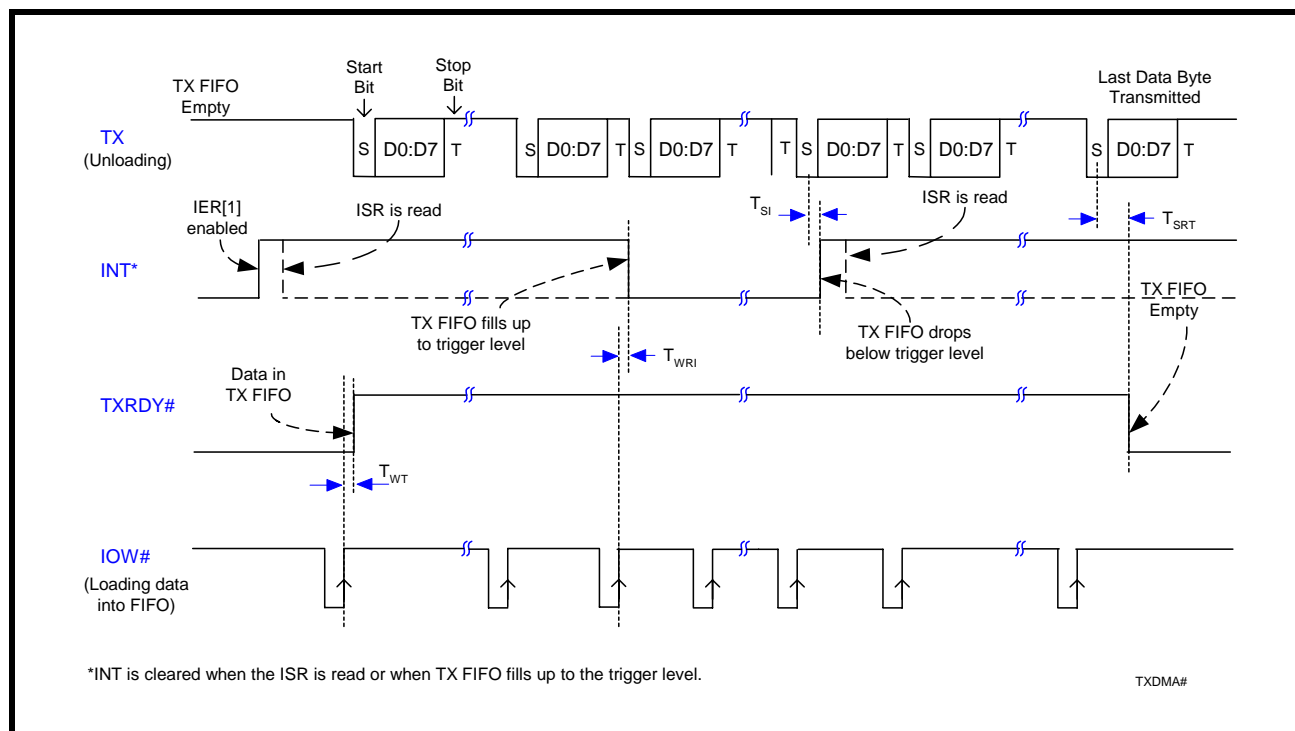 TX FIFO
Empty
Start
Bit
Stop
Bit
Last Data Byte
Transmitted
TX
(Unloading)
S D0:D7 T S D0:D7 T S D0:D7 T T S D0:D7 T S D0:D7 T S D0:D7 T
IER[1]
enabled
ISR is read
TSI
ISR is read
TSRT
INT*
TX FIFO fills up
to trigger level
TX FIFO drops
below trigger level
TX FIFO
Empty
TWRI
Data in
TX FIFO
TXRDY#
TWT
IOW#
(Loading data
into FIFO)
*INT is cleared when the ISR is read or when TX FIFO fills up to the trigger level.
TXDMA#